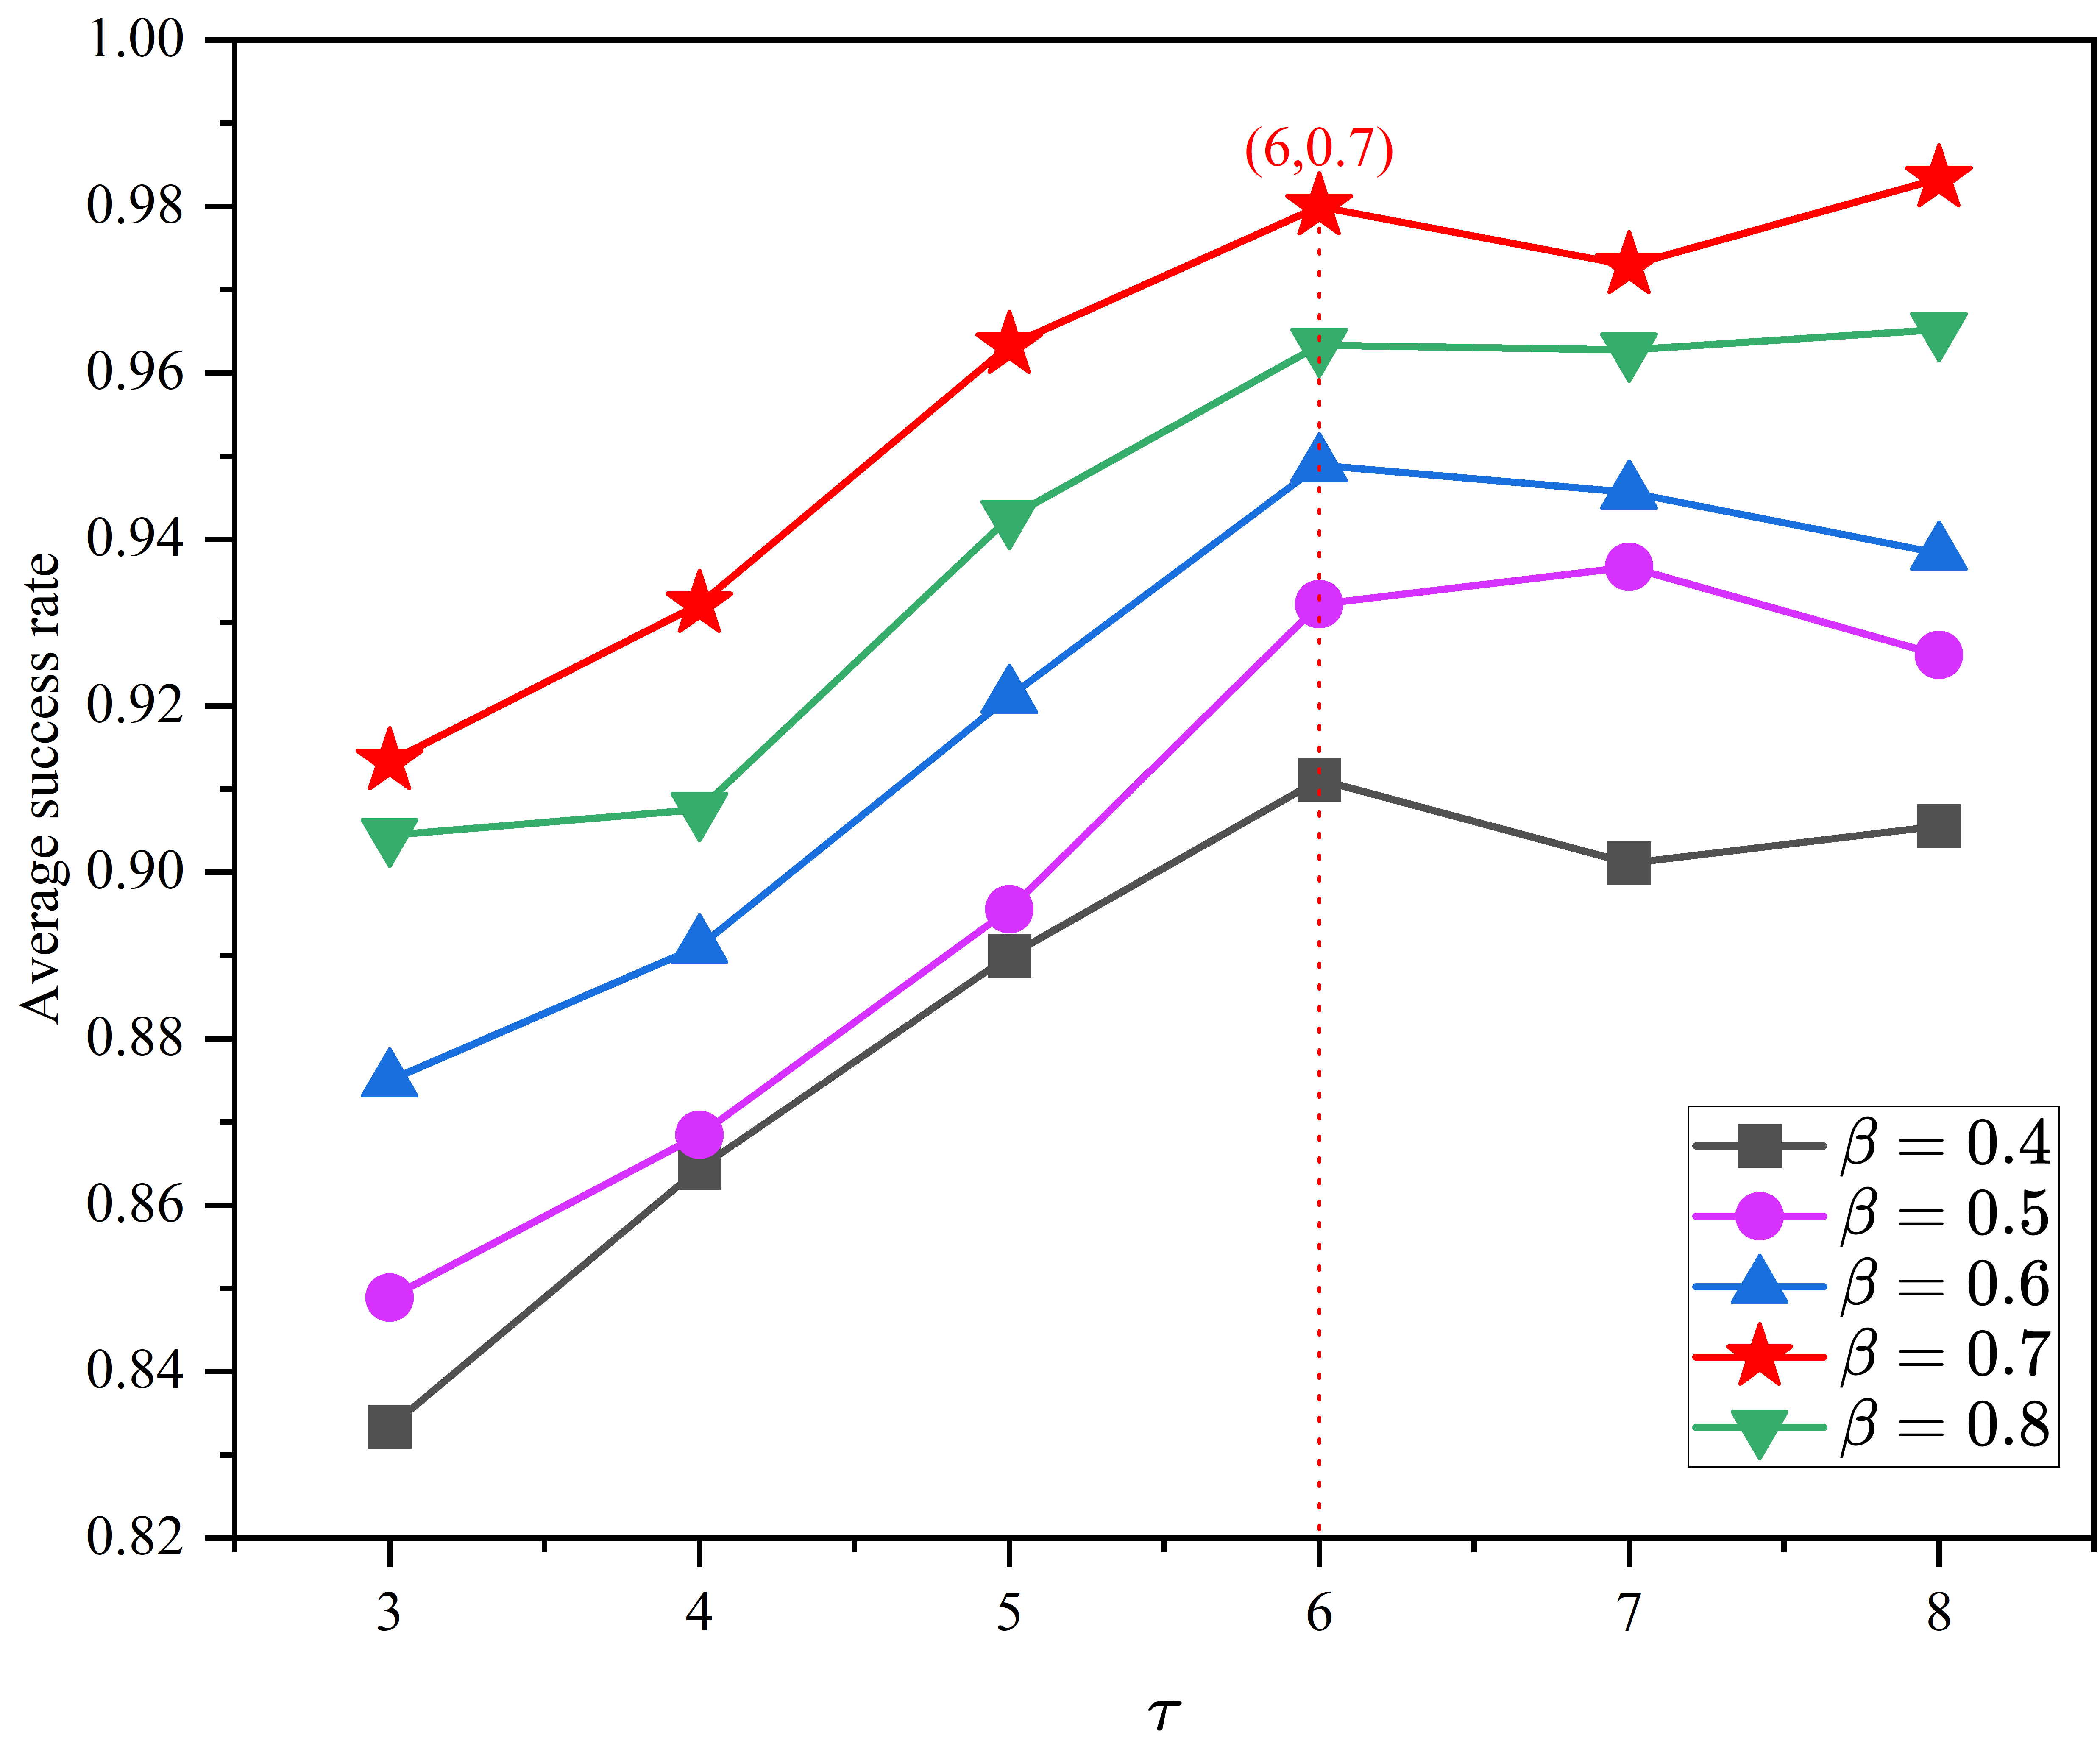 1.00
0.98
0.96
0.94
0.92
0.90
0.88
0.86
0.84
0.82
Average success rate
(6,0.7)
β = 0.4
β = 0.5
β = 0.6
β = 0.7
β = 0.8
3 4 5 6 7 8
τ